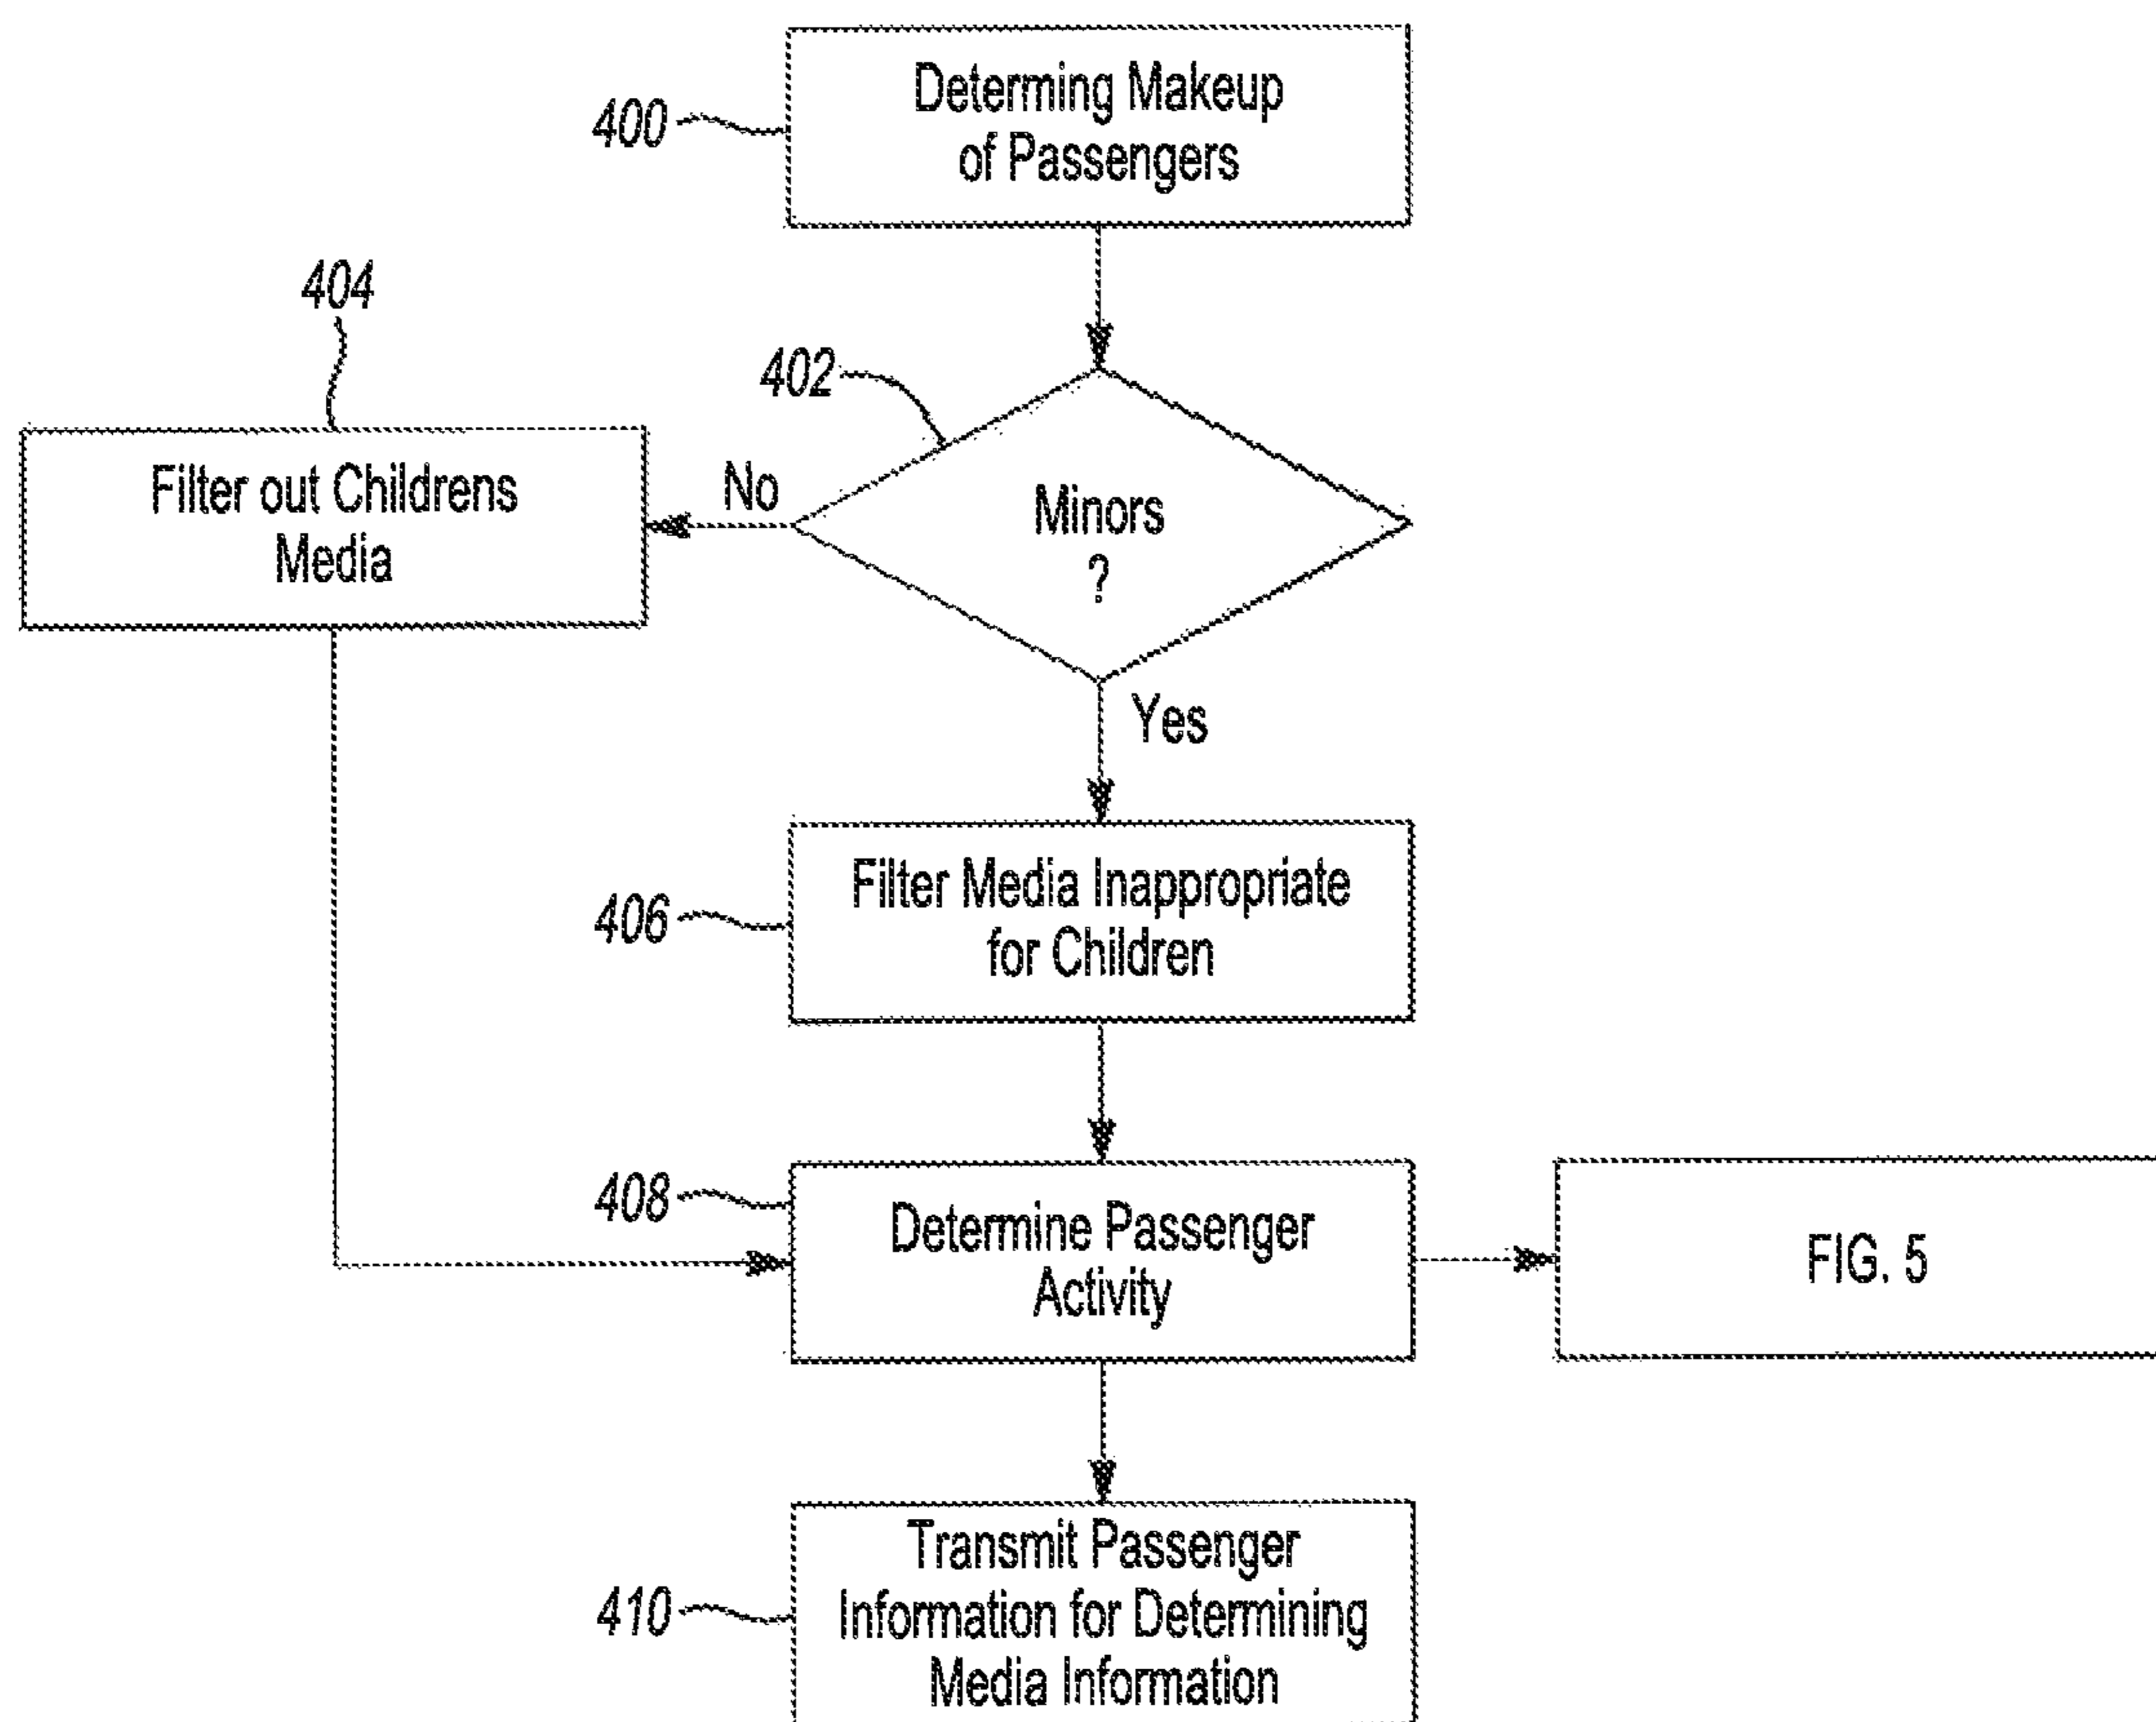 400
Determing Makeup
of Passengers
404
402
Filter out Childrens
Media
No
Minors
?
Yes
406
Filter Media Inappropriate
for Children
408
Determine Passenger
Activity
FIG. 5
410
Transmit Passenger
Information for Determining
Media Information